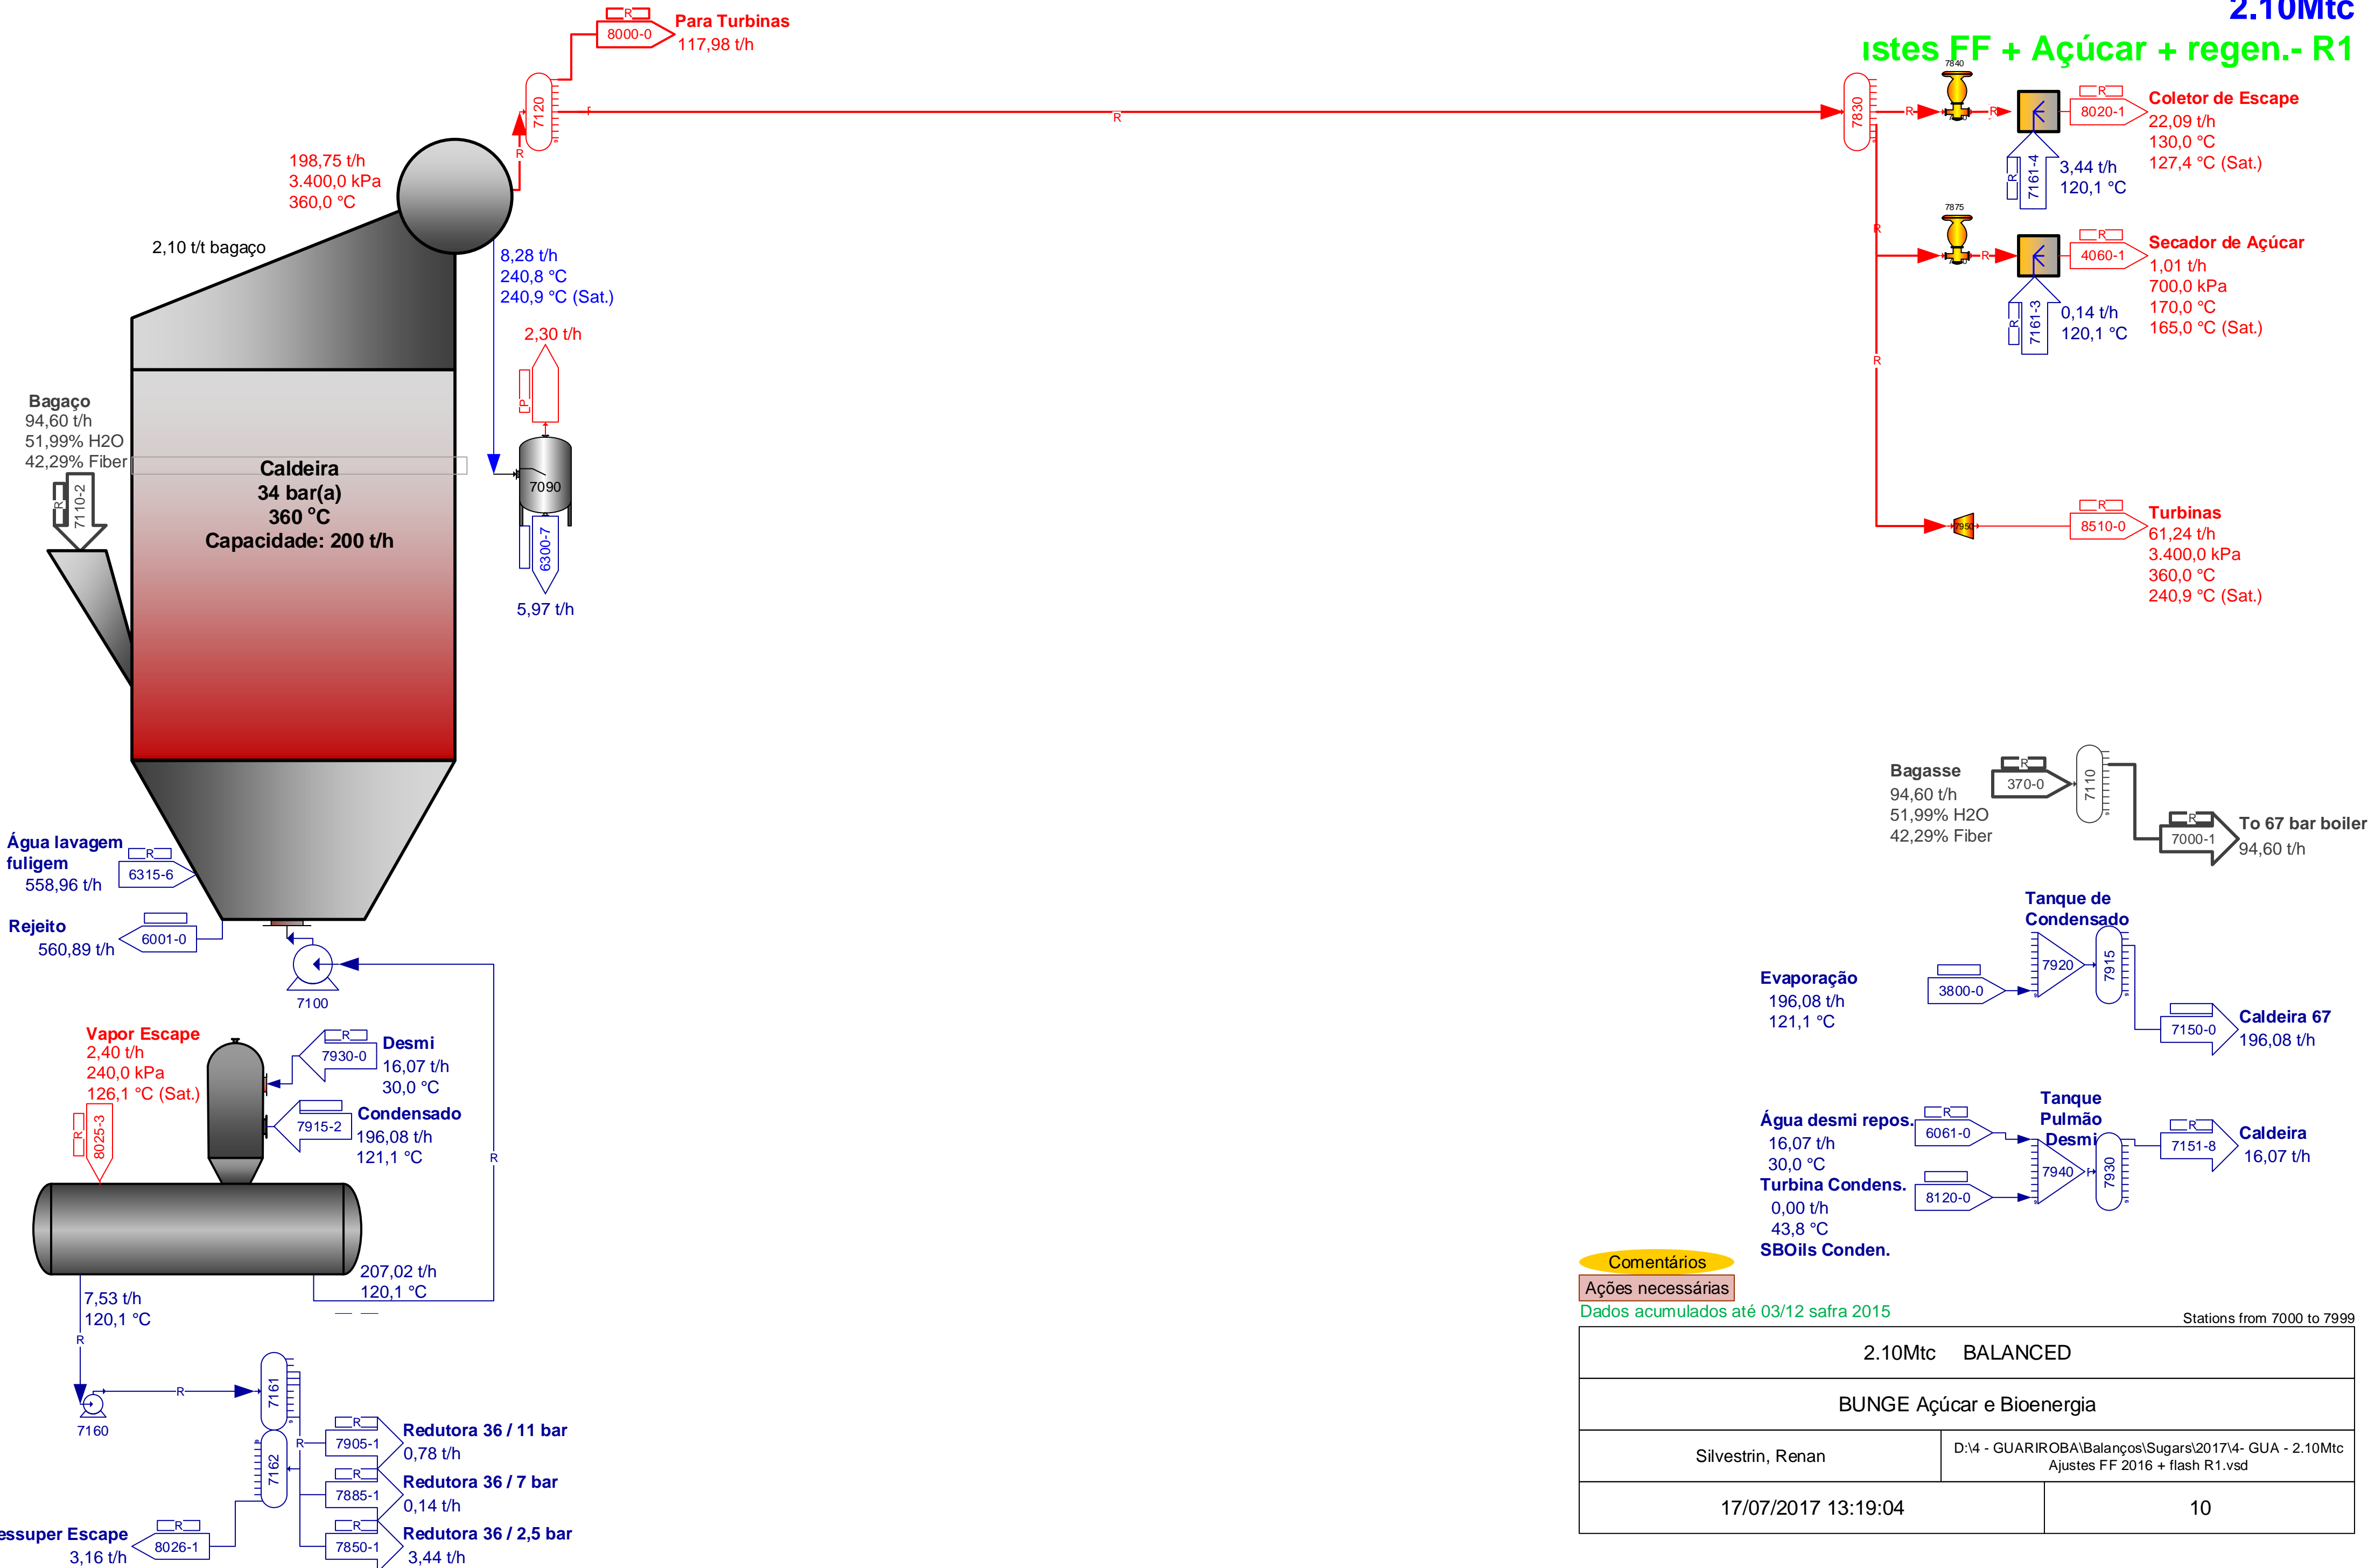 2.10Mtc
istes FF + Açúcar + regen.- R1
R
8000-0
Para Turbinas
117,98 t/h
7120
R
R
7830
7840
R
R
R
8020-1
Coletor de Escape
22,09 t/h
130,0 °C
127,4 °C (Sat.)
R
7161-4
3,44 t/h
120,1 °C
198,75 t/h
3.400,0 kPa
360,0 °C
2,10 t/t bagaço
8,28 t/h
240,8 °C
240,9 °C (Sat.)
R
7875
R
R
4060-1
Secador de Açúcar
1,01 t/h
700,0 kPa
170,0 °C
165,0 °C (Sat.)
R
7161-3
0,14 t/h
120,1 °C
R
2,30 t/h
P
7090
6300-7
5,97 t/h
Bagaço
94,60 t/h
51,99% H2O
42,29% Fiber
R
7110-2
Caldeira
34 bar(a)
360 °C
Capacidade: 200 t/h
7950
R
8510-0
Turbinas
61,24 t/h
3.400,0 kPa
360,0 °C
240,9 °C (Sat.)
Bagasse
94,60 t/h
51,99% H2O
42,29% Fiber
R
370-0
7110
R
7000-1
To 67 bar boiler
94,60 t/h
Água lavagem
fuligem
558,96 t/h
R
6315-6
Rejeito
560,89 t/h
6001-0
7100
Tanque de
Condensado
Evaporação
196,08 t/h
121,1 °C
3800-0
7920
7915
7150-0
Caldeira 67
196,08 t/h
Vapor Escape
2,40 t/h
240,0 kPa
126,1 °C (Sat.)
R
8025-3
R
7930-0
Desmi
16,07 t/h
30,0 °C
7915-2
Condensado
196,08 t/h
121,1 °C
R
Tanque
Pulmão
Desmi
Água desmi repos.
16,07 t/h
30,0 °C
R
6061-0
Turbina Condens.
0,00 t/h
43,8 °C
8120-0
SBOils Conden.
7940
7930
R
7151-8
Caldeira
16,07 t/h
207,02 t/h
120,1 °C
7,53 t/h
120,1 °C
R
7160
R
7161
7162
R
R
7905-1
Redutora 36 / 11 bar
0,78 t/h
R
7885-1
Redutora 36 / 7 bar
0,14 t/h
R
7850-1
Redutora 36 / 2,5 bar
3,44 t/h
essuper Escape
3,16 t/h
R
8026-1
Comentários
Ações necessárias
Dados acumulados até 03/12 safra 2015
Stations from 7000 to 7999
2.10Mtc BALANCED
BUNGE Açúcar e Bioenergia
Silvestrin, Renan
D:\4 - GUARIROBA\Balanços\Sugars\2017\4- GUA - 2.10Mtc
Ajustes FF 2016 + flash R1.vsd
17/07/2017 13:19:04
10